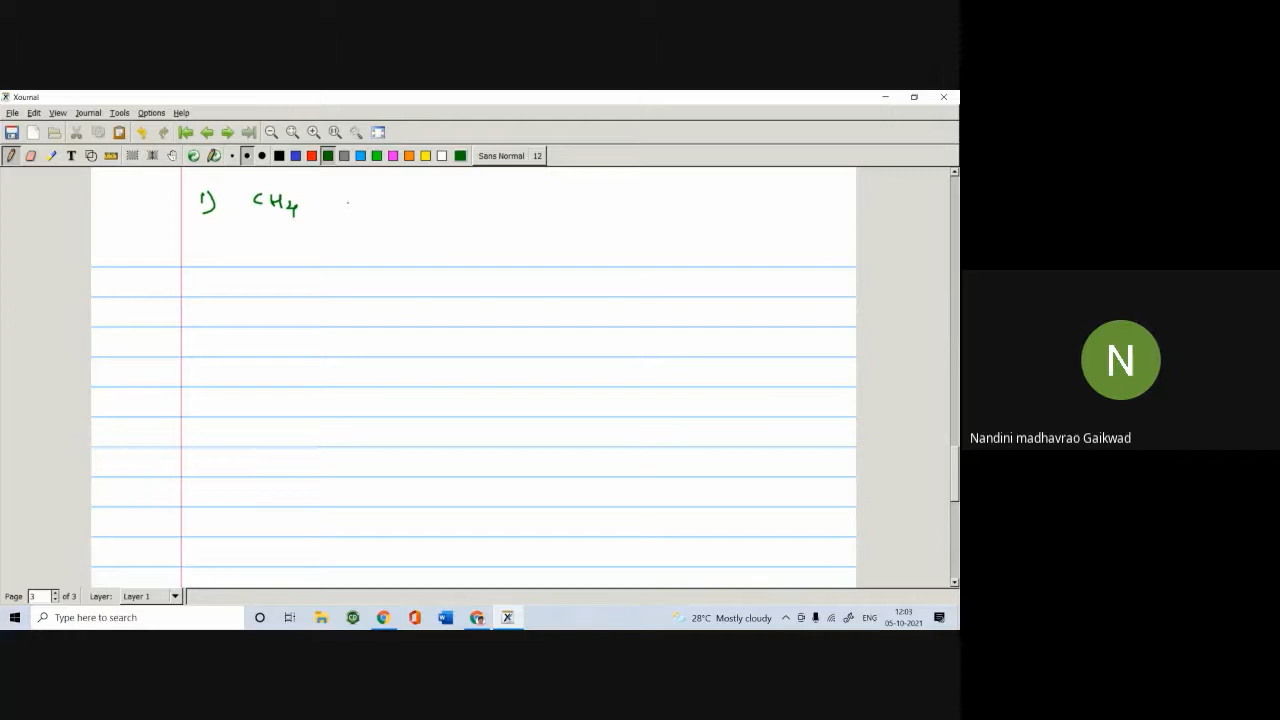 Xournal
File Edit View Journal Tools Options Help
Sans Normal 12
1) CH4
N
Nandini madhavrao Gaikwad
Page 3 of 3 Layer: Layer 1
Type here to search
28°C Mostly cloudy
ENG
12:03
05-10-2021